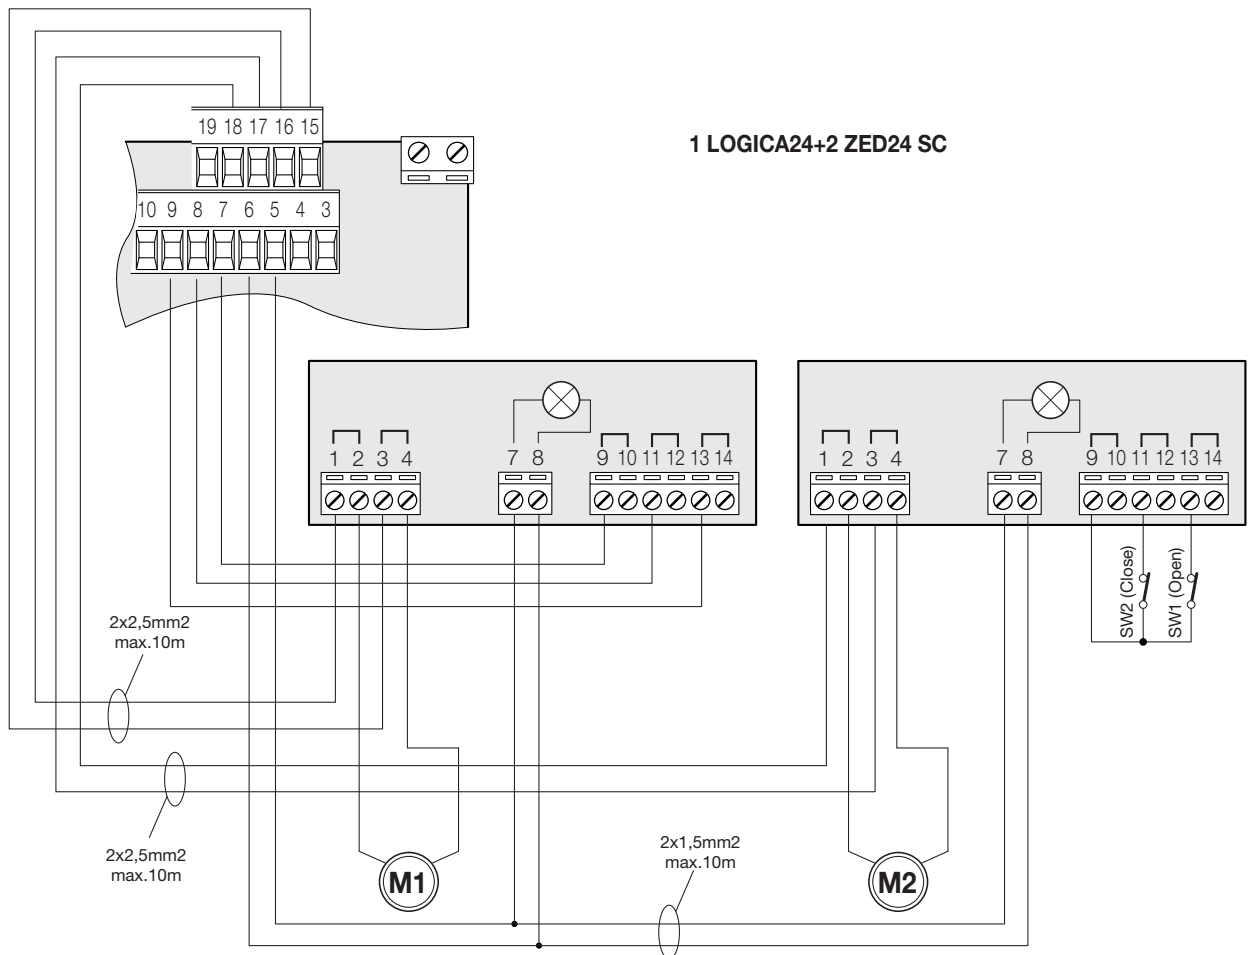 19 18 17 16 15
1 LOGICA24+2 ZED24 SC
10 9 8 7 6 5 4 3
1 2 3 4 7 8 9 10 11 12 13 14
1 2 3 4 7 8 9 10 11 12 13 14
SW2 (Close)
SW1 (Open)
2x2,5mm2
max.10m
2x2,5mm2
max.10m
2x1,5mm2
max.10m
M1
M2